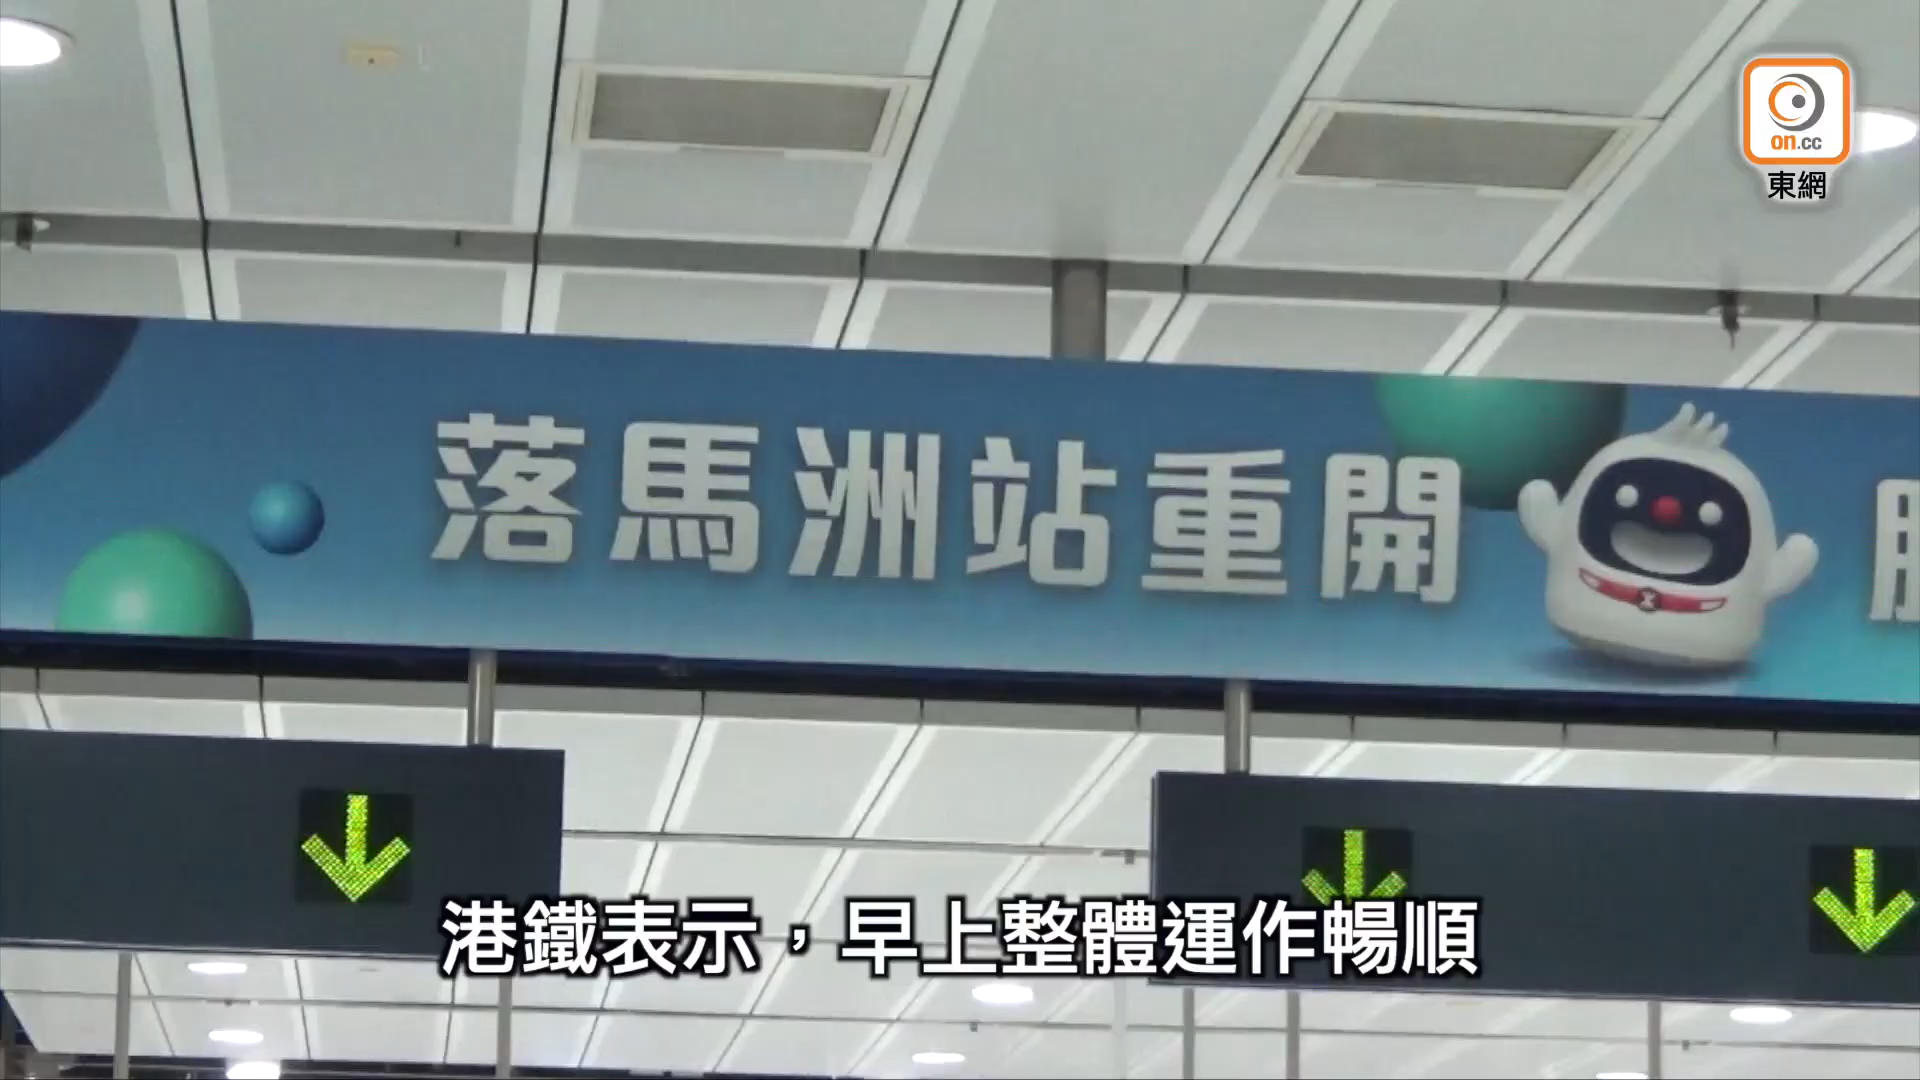 on.cc
東網
落馬洲站重開
港鐵表示，早上整體運作暢順